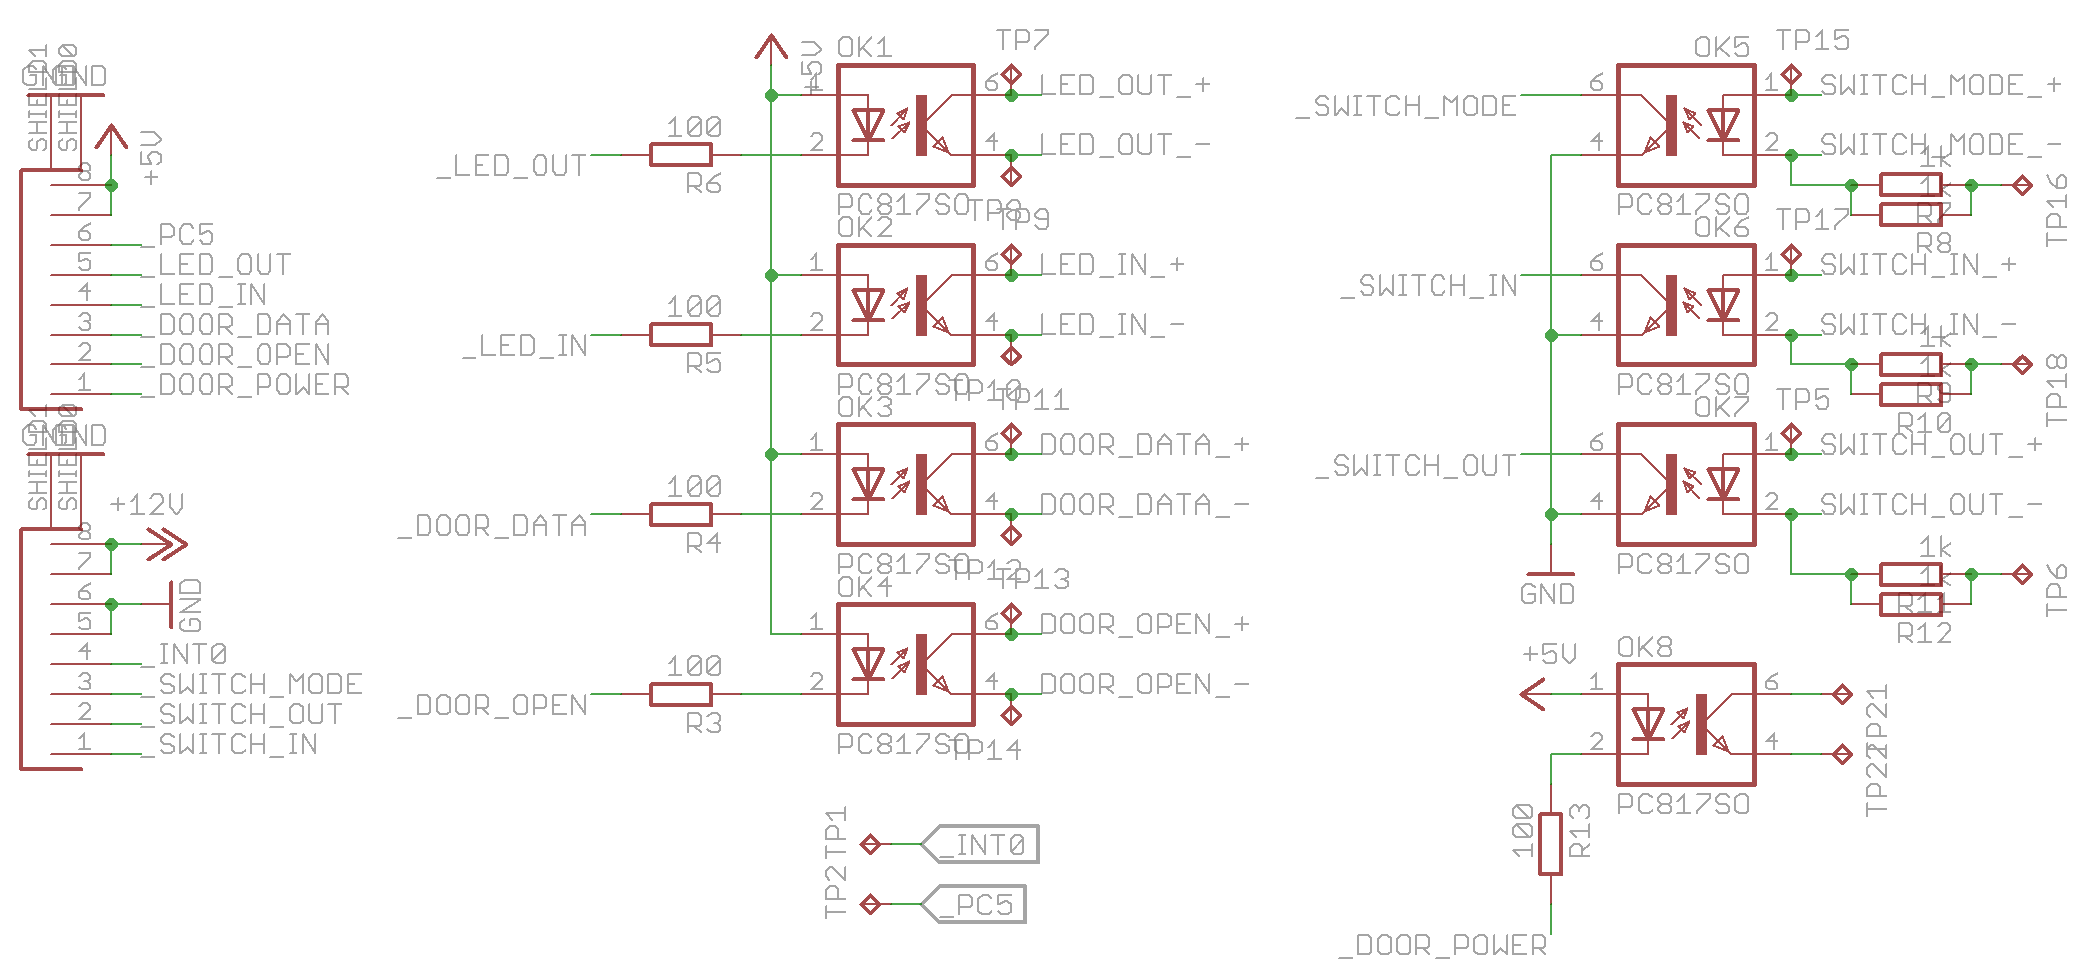 GND
GND
SHIELD1
SHIELD0
+5V
8
7
6
_PC5
5
_LED_OUT
4
_LED_IN
3
_DOOR_DATA
2
_DOOR_OPEN
1
_DOOR_POWER
GND
GND
SHIELD1
SHIELD0
+12V
8
7
6
GND
5
4
_INT0
3
_SWITCH_MODE
2
_SWITCH_OUT
1
_SWITCH_IN
+5V
OK1
TP7
1
6
LED_OUT_+
100
_LED_OUT
R6
2
4
LED_OUT_-
PC817SO
TP8
OK2
TP9
1
6
LED_IN_+
100
_LED_IN
R5
2
4
LED_IN_-
PC817SO
TP10
OK3
TP11
1
6
DOOR_DATA_+
100
_DOOR_DATA
R4
2
4
DOOR_DATA_-
PC817SO
TP12
OK4
TP13
1
6
DOOR_OPEN_+
100
_DOOR_OPEN
R3
2
4
DOOR_OPEN_-
PC817SO
TP14
TP1
_INT0
TP2
_PC5
OK5
TP15
_SWITCH_MODE
6
1
SWITCH_MODE_+
4
2
SWITCH_MODE_-
1k
1k
R7
R8
TP16
PC817SO
OK6
TP17
_SWITCH_IN
6
1
SWITCH_IN_+
4
2
SWITCH_IN_-
1k
1k
R9
R10
TP18
PC817SO
OK7
TP5
_SWITCH_OUT
6
1
SWITCH_OUT_+
4
2
SWITCH_OUT_-
1k
1k
R11
R12
TP6
PC817SO
GND
+5V
OK8
1
6
TP21
2
4
TP22
PC817SO
100
R13
_DOOR_POWER